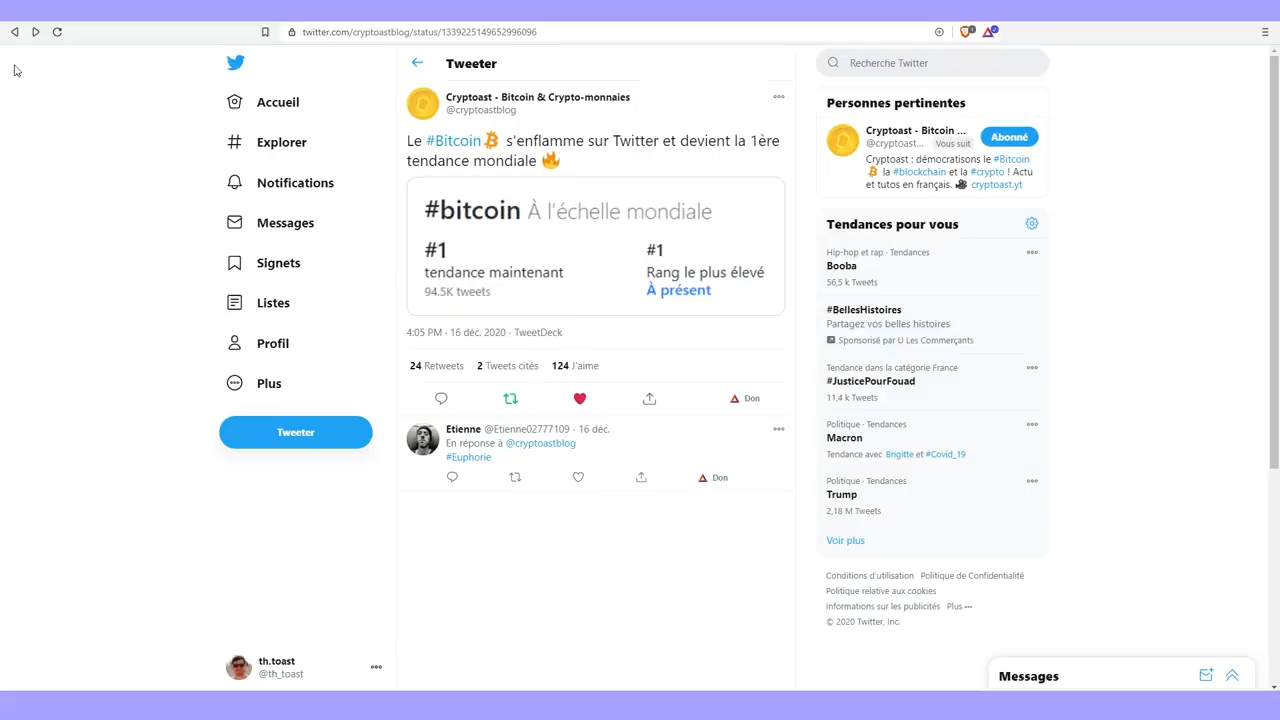 twitter.com/cryptoastblog/status/1339225149652996096
Accueil
Explorer
Notifications
Messages
Signets
Listes
Profil
Plus
Tweeter
th.toast
@th_toast
Tweeter
Cryptoast - Bitcoin & Crypto-monnaies
@cryptoastblog
Le #Bitcoin s'enflamme sur Twitter et devient la 1ère
tendance mondiale 🔥
#bitcoin À l'échelle mondiale
#1
tendance maintenant
94.5K tweets
#1
Rang le plus élevé
À présent
4:05 PM · 16 déc. 2020 · TweetDeck
24 Retweets 2 Tweets cités 124 J'aime
Don
Etienne @Etienne02777109 · 16 déc.
En réponse à @cryptoastblog
#Euphorie
Don
Recherche Twitter
Personnes pertinentes
Cryptoast - Bitcoin ...
@cryptoast... Vous suit
Abonné
Cryptoast : démocratisons le #Bitcoin
la #blockchain et la #crypto ! Actu
et tutos en français. 🎥 cryptoast.yt
Tendances pour vous
Hip-hop et rap · Tendances
Booba
56,5 k Tweets
#BellesHistoires
Partagez vos belles histoires
Sponsorisé par U Les Commerçants
Tendance dans la catégorie France
#JusticePourFouad
11,4 k Tweets
Politique · Tendances
Macron
Tendance avec Brigitte et #Covid_19
Politique · Tendances
Trump
2,18 M Tweets
Voir plus
Conditions d'utilisation Politique de Confidentialité
Politique relative aux cookies
Informations sur les publicités Plus ···
© 2020 Twitter, Inc.
Messages